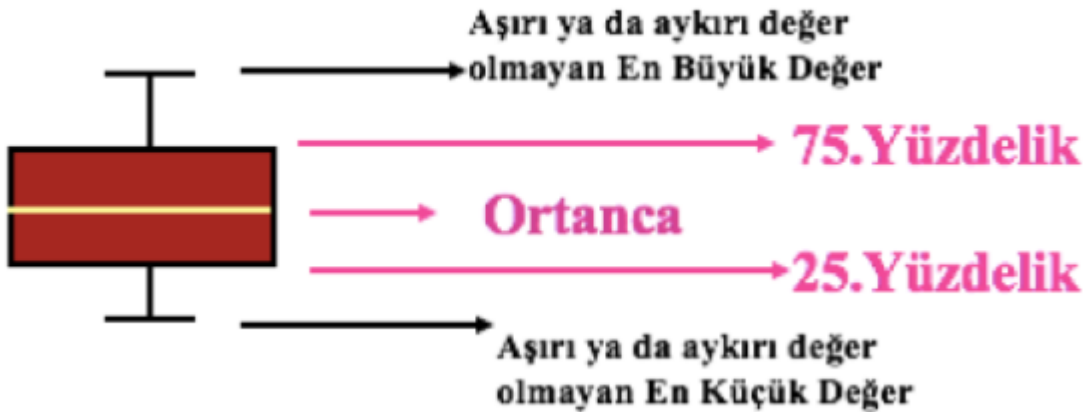 Aşırı ya da aykırı değer
olmayan En Büyük Değer
75.Yüzdelik
Ortanca
25.Yüzdelik
Aşırı ya da aykırı değer
olmayan En Küçük Değer